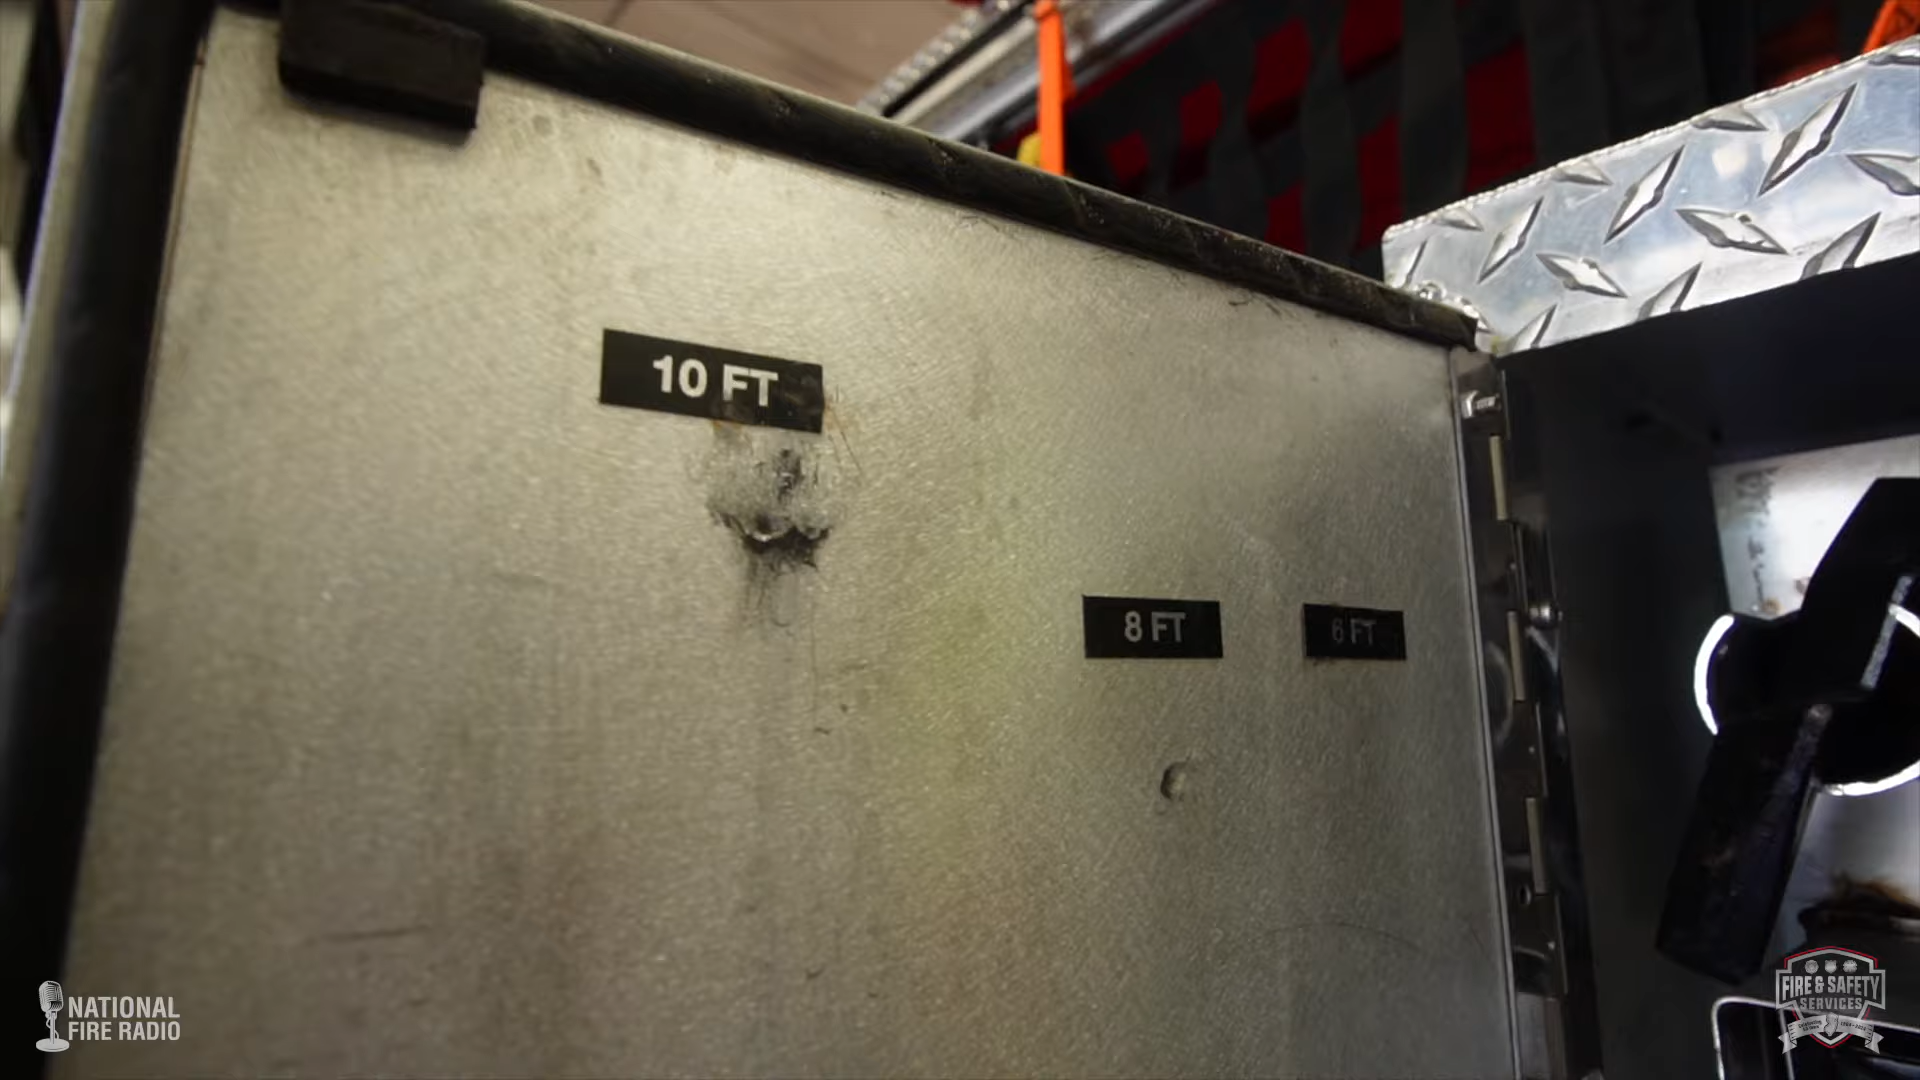 10 FT
8 FT
6 FT
NATIONAL
FIRE RADIO
FIRE & SAFETY
SERVICES